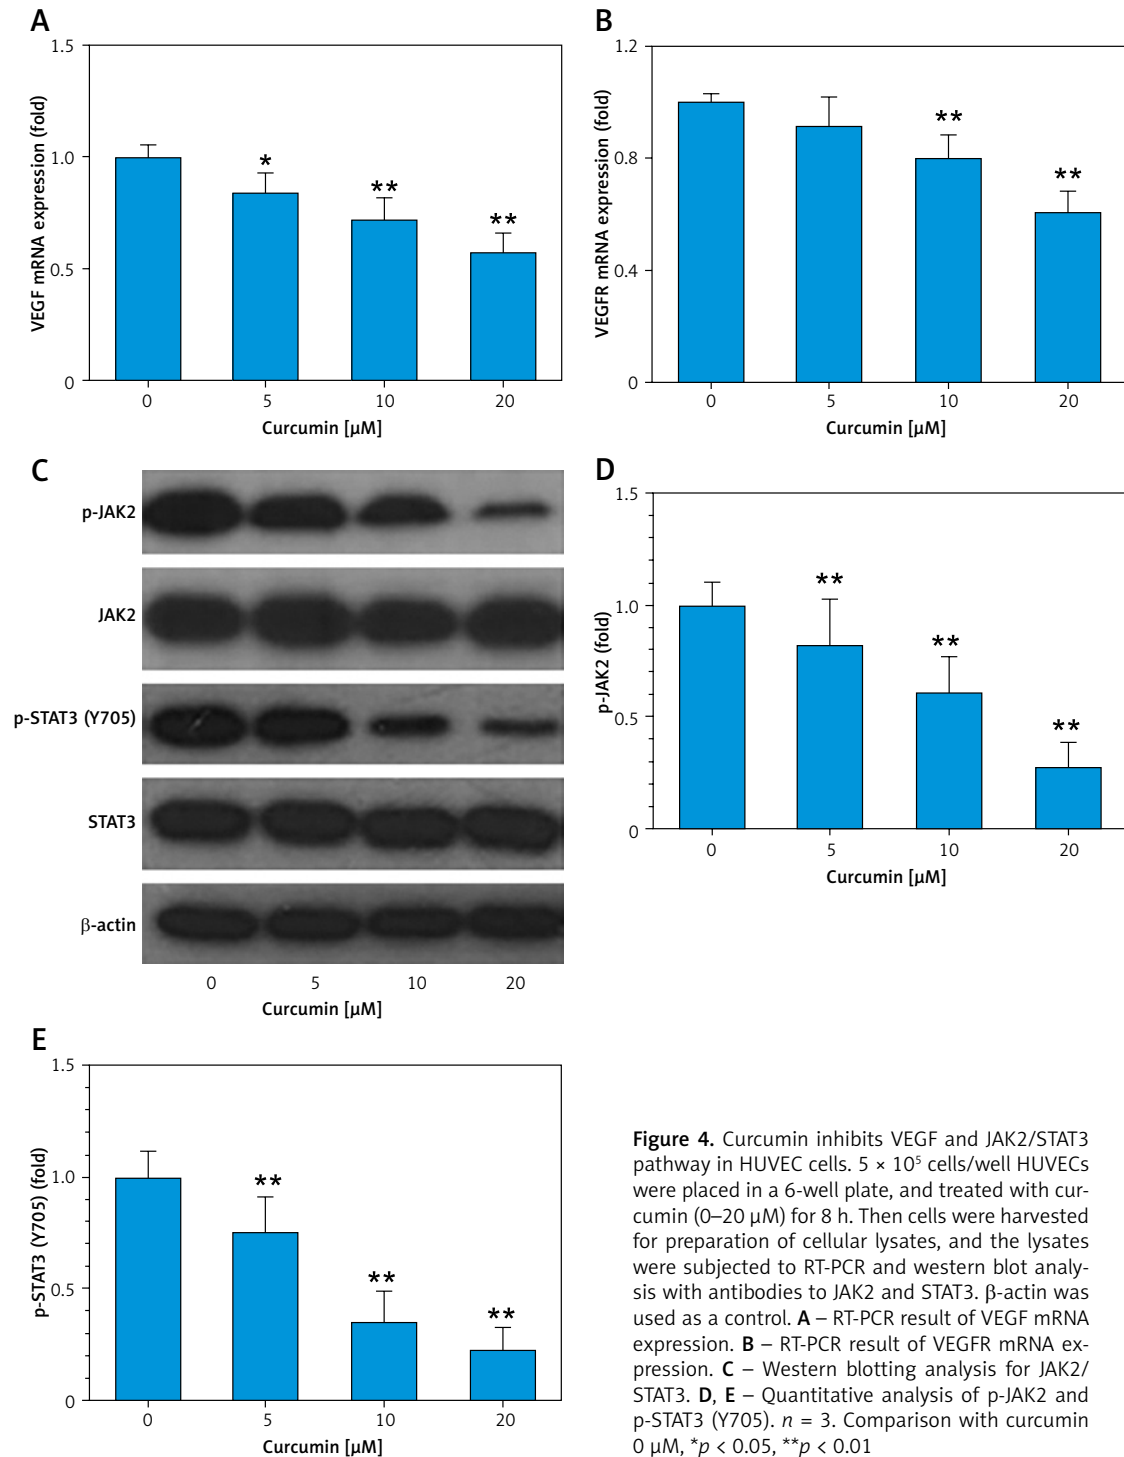 A
1.5
1.0
0.5
0
VEGF mRNA expression (fold)
*
**
**
0 5 10 20
Curcumin [µM]
B
1.2
0.8
0.4
0
VEGFR mRNA expression (fold)
**
**
0 5 10 20
Curcumin [µM]
C
p-JAK2
JAK2
p-STAT3 (Y705)
STAT3
β-actin
0 5 10 20
Curcumin [µM]
D
1.5
1.0
0.5
0
p-JAK2 (fold)
**
**
**
0 5 10 20
Curcumin [µM]
E
1.5
1.0
0.5
0
p-STAT3 (Y705) (fold)
**
**
**
0 5 10 20
Curcumin [µM]
Figure 4. Curcumin inhibits VEGF and JAK2/STAT3
pathway in HUVEC cells. 5 × 10⁵ cells/well HUVECs
were placed in a 6-well plate, and treated with cur-
cumin (0–20 µM) for 8 h. Then cells were harvested
for preparation of cellular lysates, and the lysates
were subjected to RT-PCR and western blot analy-
sis with antibodies to JAK2 and STAT3. β-actin was
used as a control. A – RT-PCR result of VEGF mRNA
expression. B – RT-PCR result of VEGFR mRNA ex-
pression. C – Western blotting analysis for JAK2/
STAT3. D, E – Quantitative analysis of p-JAK2 and
p-STAT3 (Y705). n = 3. Comparison with curcumin
0 µM, *p < 0.05, **p < 0.01